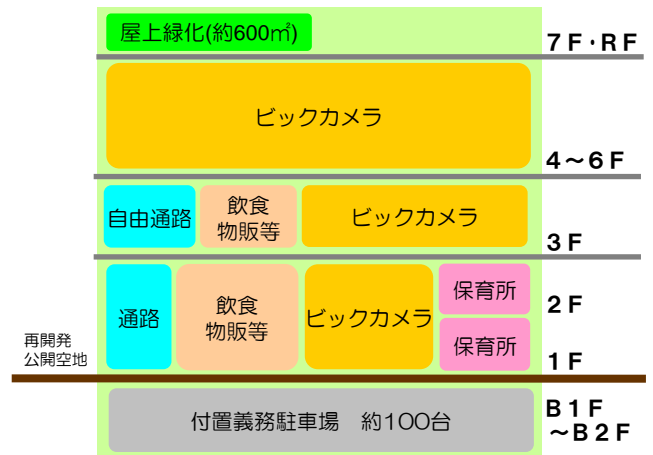 屋上緑化(約600㎡)
7F・RF
ビックカメラ
4～6F
自由通路
飲食
物販等
ビックカメラ
3F
通路
飲食
物販等
ビックカメラ
保育所
2F
保育所
1F
再開発
公開空地
付置義務駐車場　約100台
B1F
～B2F